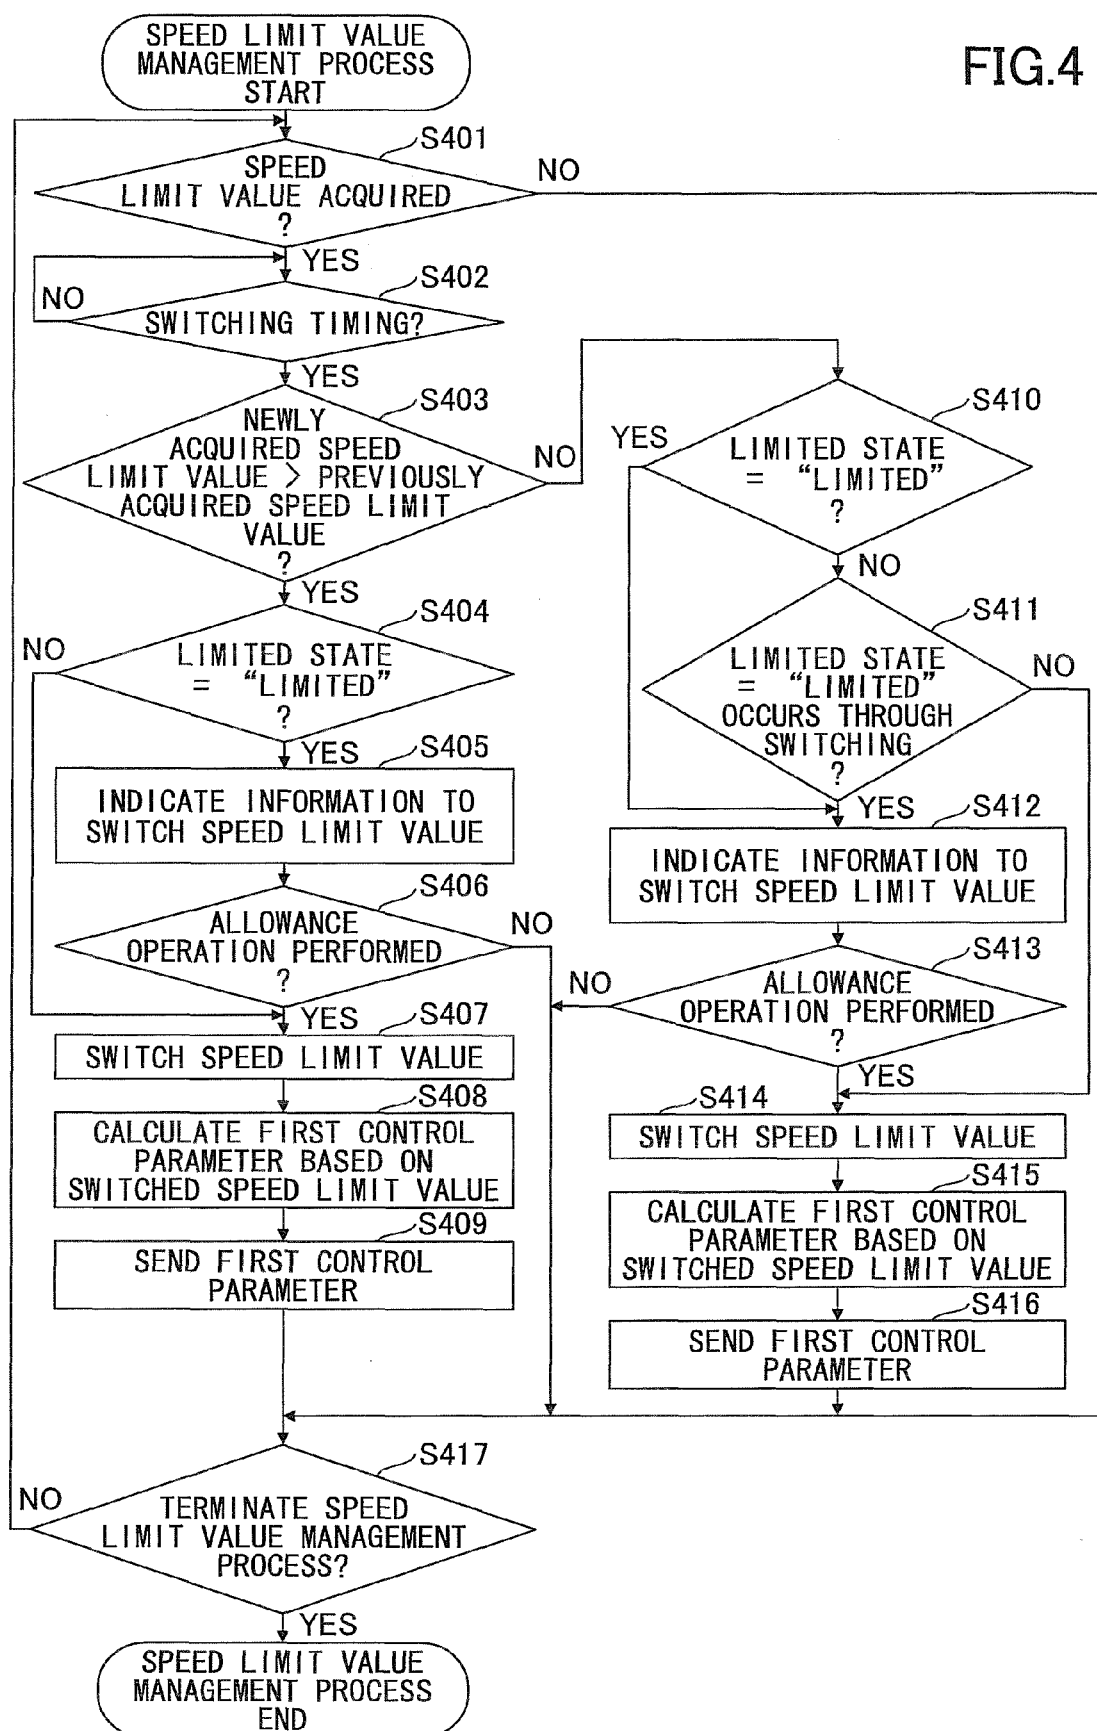 FIG.4
SPEED LIMIT VALUE
MANAGEMENT PROCESS
START
S401
SPEED
LIMIT VALUE ACQUIRED
?
NO
YES
S402
NO
SWITCHING TIMING?
YES
S403
NEWLY
ACQUIRED SPEED
LIMIT VALUE > PREVIOUSLY
ACQUIRED SPEED LIMIT
VALUE
?
NO
YES
S404
NO
LIMITED STATE
= “LIMITED”
?
YES
S405
INDICATE INFORMATION TO
SWITCH SPEED LIMIT VALUE
S406
ALLOWANCE
OPERATION PERFORMED
?
NO
YES
S407
SWITCH SPEED LIMIT VALUE
S408
CALCULATE FIRST CONTROL
PARAMETER BASED ON
SWITCHED SPEED LIMIT VALUE
S409
SEND FIRST CONTROL
PARAMETER
S410
YES
LIMITED STATE
= “LIMITED”
?
NO
S411
LIMITED STATE
= “LIMITED”
OCCURS THROUGH
SWITCHING
?
NO
YES
S412
INDICATE INFORMATION TO
SWITCH SPEED LIMIT VALUE
S413
NO
ALLOWANCE
OPERATION PERFORMED
?
YES
S414
SWITCH SPEED LIMIT VALUE
S415
CALCULATE FIRST CONTROL
PARAMETER BASED ON
SWITCHED SPEED LIMIT VALUE
S416
SEND FIRST CONTROL
PARAMETER
S417
NO
TERMINATE SPEED
LIMIT VALUE MANAGEMENT
PROCESS?
YES
SPEED LIMIT VALUE
MANAGEMENT PROCESS
END